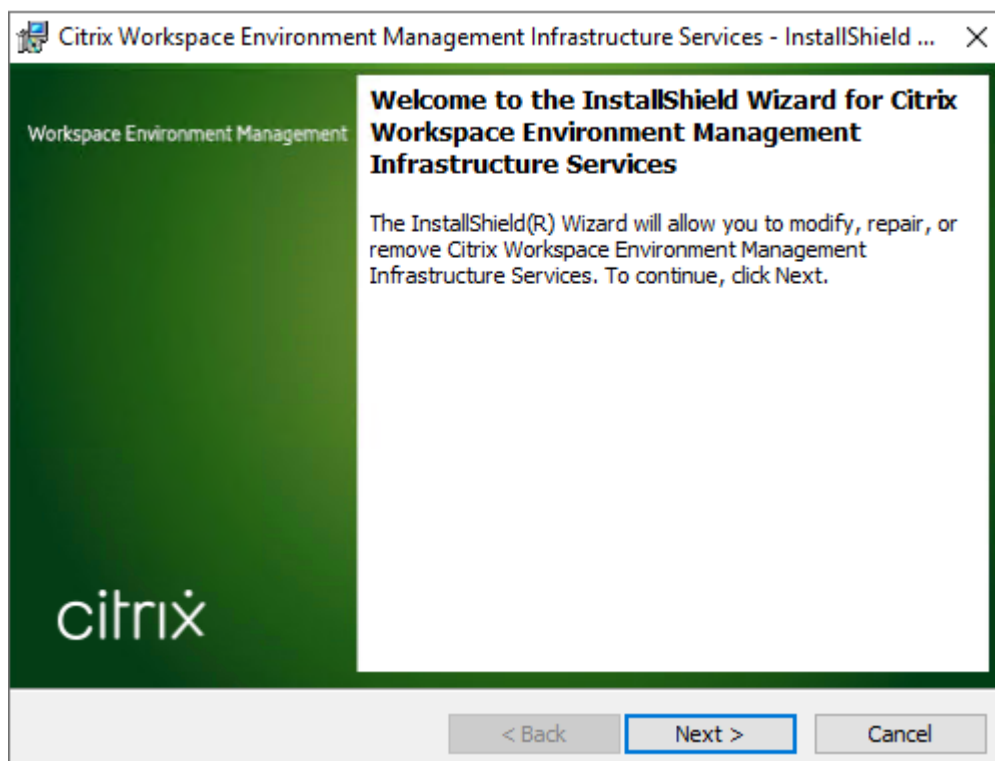 Citrix Workspace Environment Management Infrastructure Services - InstallShield ...
Workspace Environment Management
Welcome to the InstallShield Wizard for Citrix
Workspace Environment Management
Infrastructure Services
The InstallShield(R) Wizard will allow you to modify, repair, or
remove Citrix Workspace Environment Management
Infrastructure Services. To continue, click Next.
citrix
< Back
Next >
Cancel